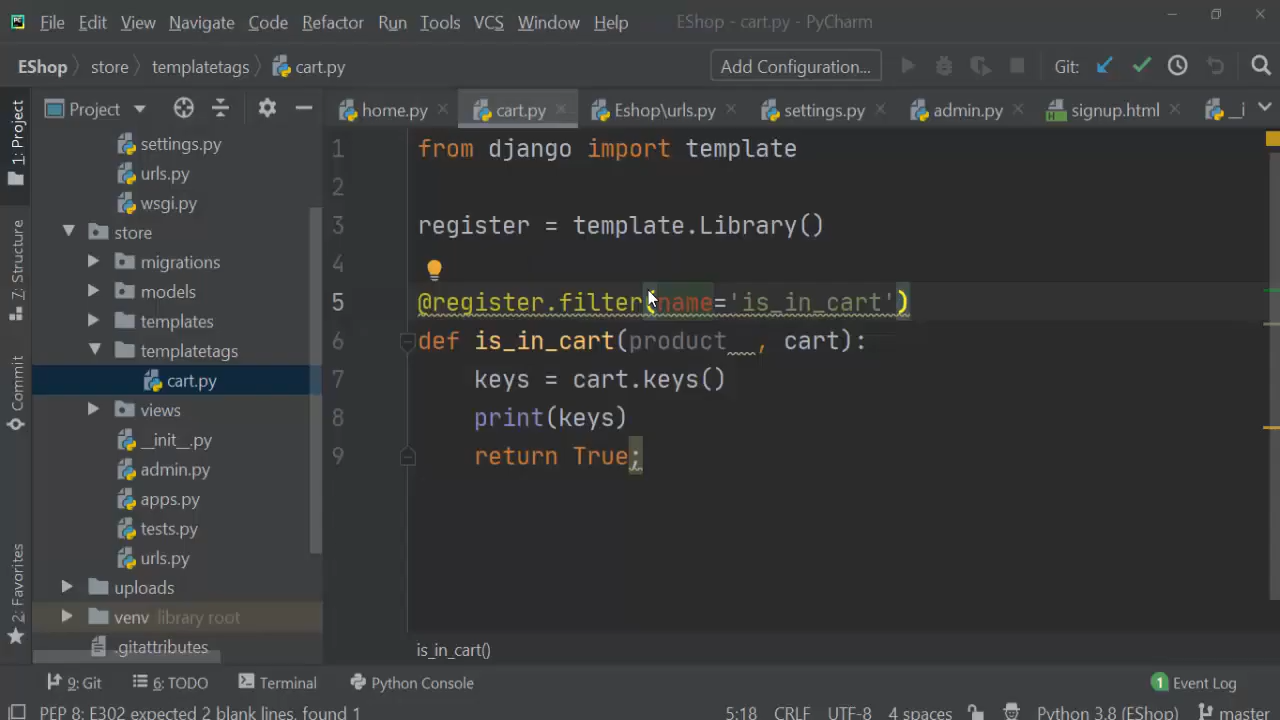 File Edit View Navigate Code Refactor Run Tools VCS Window Help EShop - cart.py - PyCharm
EShop store templatetags cart.py Add Configuration... Git:
1: Project
7: Structure
Commit
2: Favorites
Project
home.py cart.py Eshop\urls.py settings.py admin.py signup.html __i
settings.py
urls.py
wsgi.py
store
migrations
models
templates
templatetags
cart.py
views
__init__.py
admin.py
apps.py
tests.py
urls.py
uploads
venv library root
.gitattributes
1 from django import template
2
3 register = template.Library()
4
5 @register.filter(name='is_in_cart')
6 def is_in_cart(product  , cart):
7 keys = cart.keys()
8 print(keys)
9 return True;
is_in_cart()
9: Git 6: TODO Terminal Python Console 1 Event Log
PEP 8: E302 expected 2 blank lines, found 1 5:18 CRLF UTF-8 4 spaces Python 3.8 (EShop) master